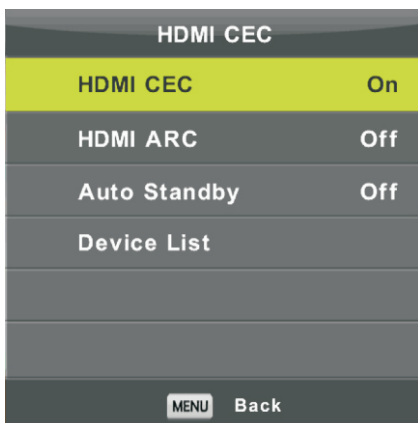 HDMI CEC
HDMI CEC On
HDMI ARC Off
Auto Standby Off
Device List
MENU Back